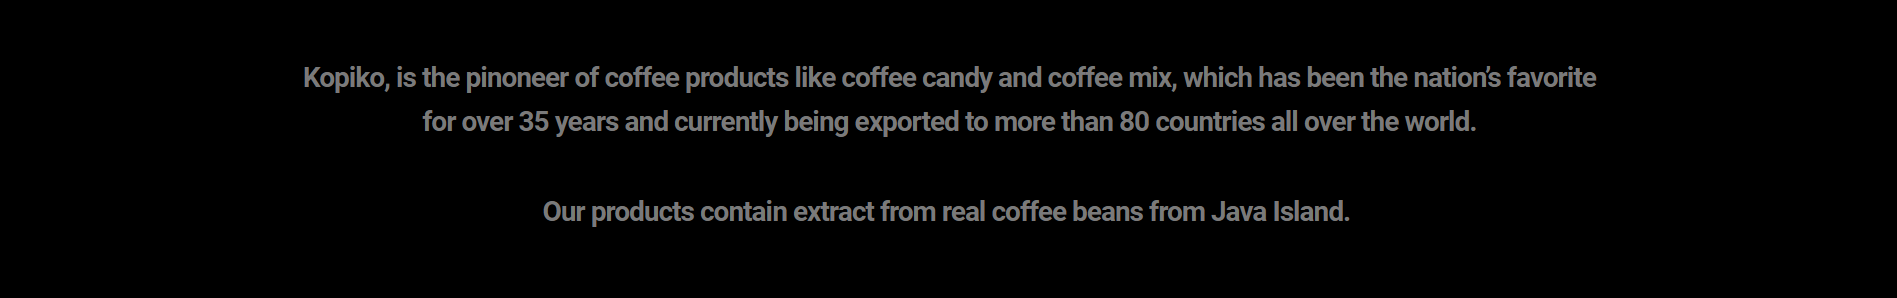 Kopiko, is the pinoneer of coffee products like coffee candy and coffee mix, which has been the nation’s favorite
for over 35 years and currently being exported to more than 80 countries all over the world.
Our products contain extract from real coffee beans from Java Island.